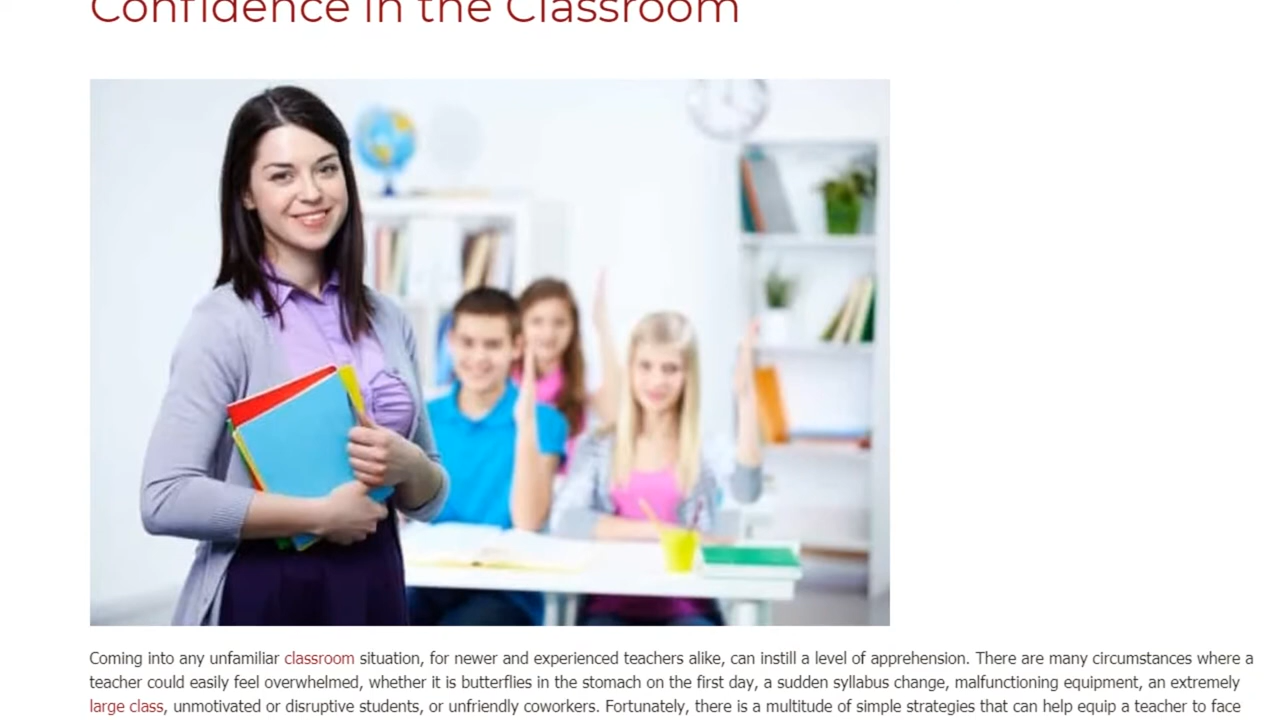 Confidence in the Classroom
Coming into any unfamiliar classroom situation, for newer and experienced teachers alike, can instill a level of apprehension. There are many circumstances where a
teacher could easily feel overwhelmed, whether it is butterflies in the stomach on the first day, a sudden syllabus change, malfunctioning equipment, an extremely
large class, unmotivated or disruptive students, or unfriendly coworkers. Fortunately, there is a multitude of simple strategies that can help equip a teacher to face